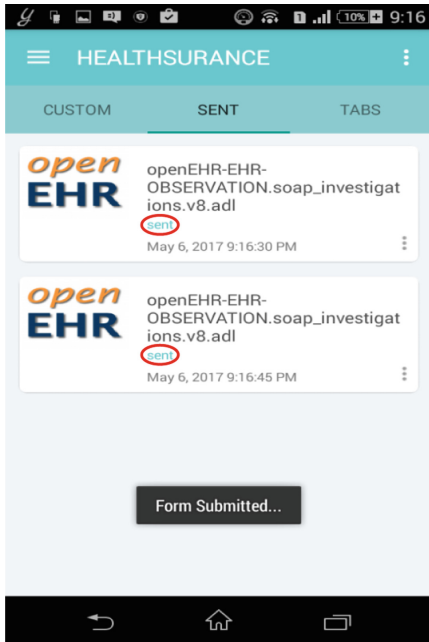 10% 9:16
HEALTHSURANCE
CUSTOM SENT TABS
open
EHR
openEHR-EHR-
OBSERVATION.soap_investigat
ions.v8.adl
sent
May 6, 2017 9:16:30 PM
open
EHR
openEHR-EHR-
OBSERVATION.soap_investigat
ions.v8.adl
sent
May 6, 2017 9:16:45 PM
Form Submitted...